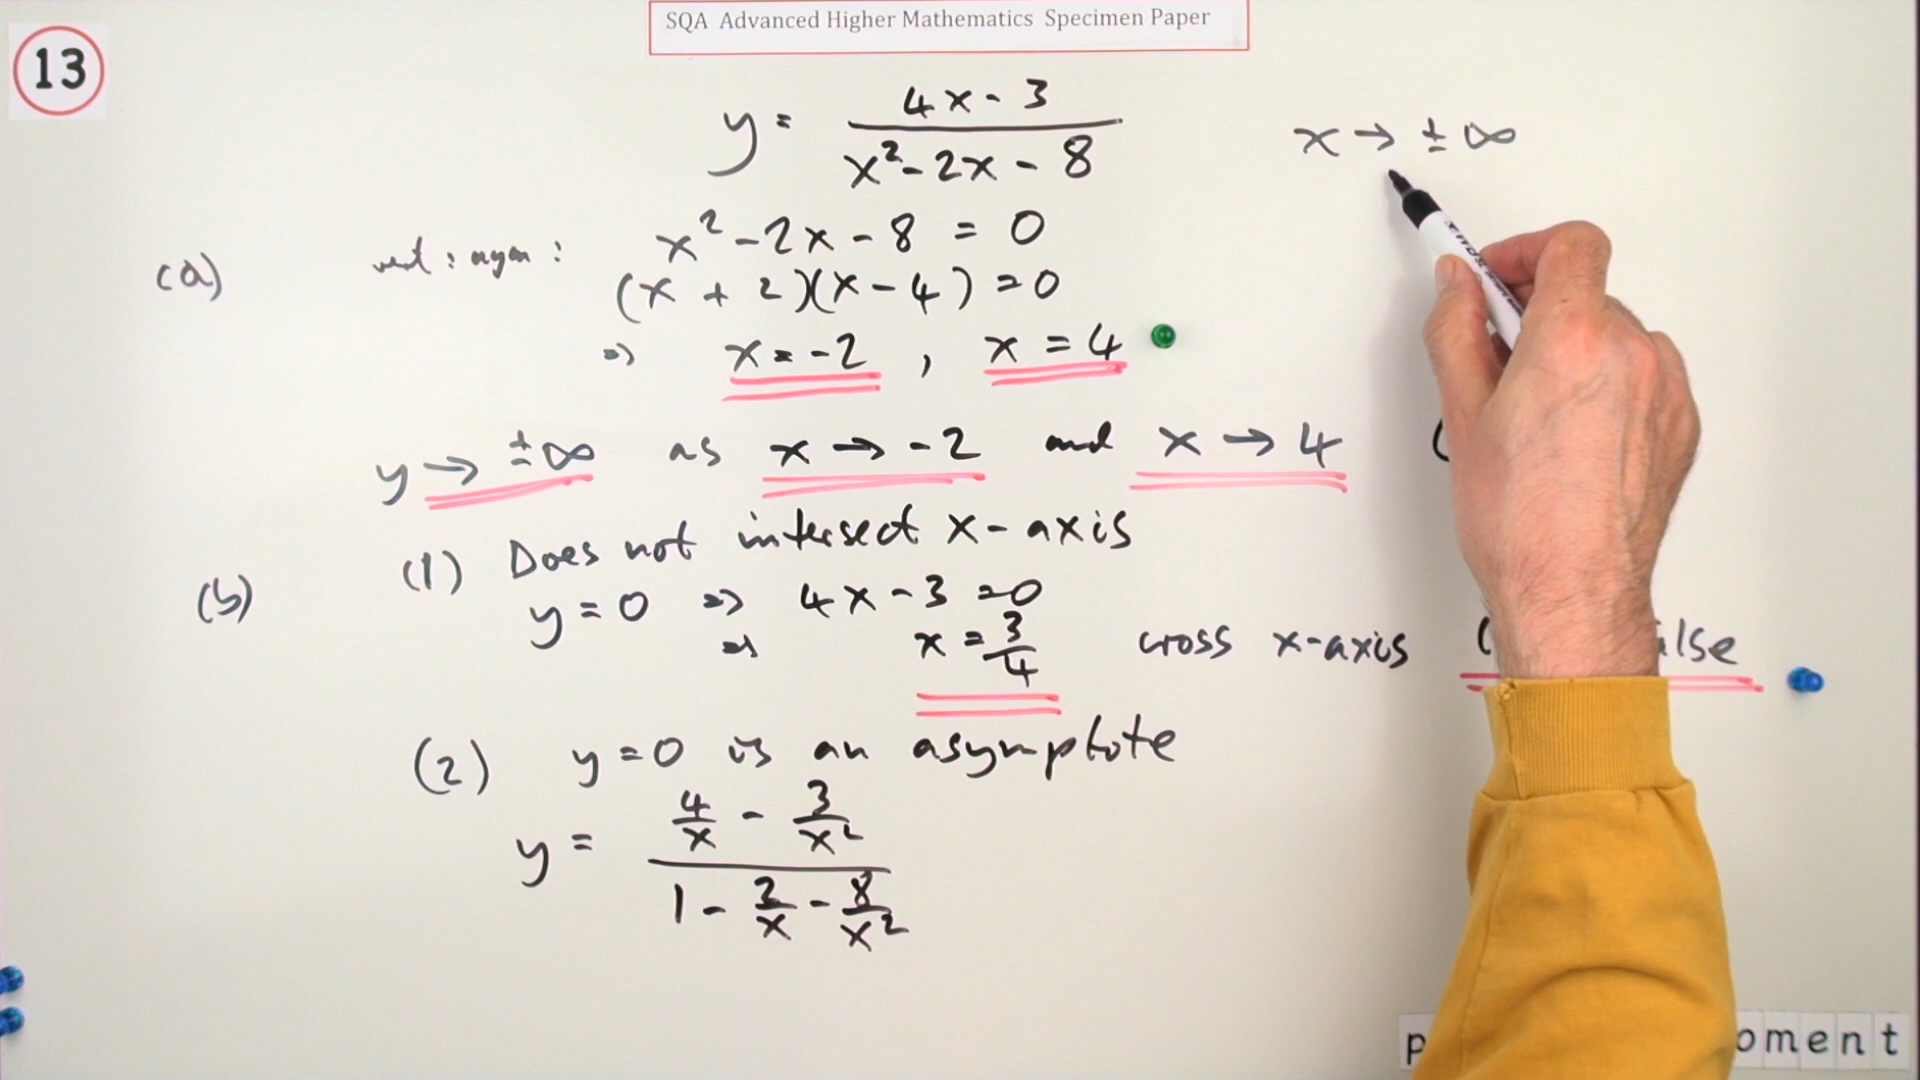 SQA Advanced Higher Mathematics Specimen Paper
13
y = (4x - 3)/(x² - 2x - 8)
x → ± ∞
(a) vert : asym : x² - 2x - 8 = 0
(x + 2)(x - 4) = 0
⇒ x = -2 , x = 4
y → ±∞ as x → -2 and x → 4 (
(b) (1) Does not intersect x-axis
y = 0 ⇒ 4x - 3 = 0
⇒ x = 3/4 cross x-axis (
(2) y = 0 is an asymptote
y = (4/x - 3/x²)/(1 - 2/x - 8/x²)